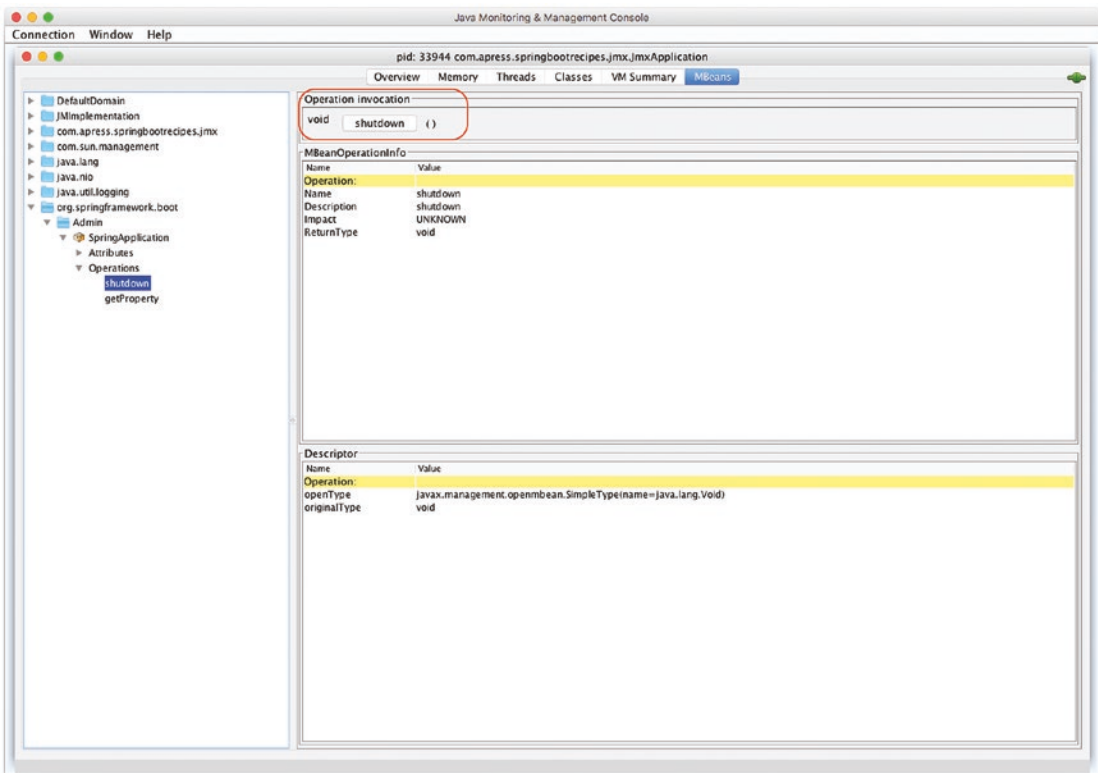 Java Monitoring & Management Console
Connection Window Help
pid: 33944 com.apress.springbootrecipes.jmx.JmxApplication
Overview Memory Threads Classes VM Summary MBeans
DefaultDomain
JMImplementation
com.apress.springbootrecipes.jmx
com.sun.management
java.lang
java.nio
java.util.logging
org.springframework.boot
Admin
SpringApplication
Attributes
Operations
shutdown
getProperty
Operation invocation
void shutdown ()
MBeanOperationInfo
Name Value
Operation:
Name shutdown
Description shutdown
Impact UNKNOWN
ReturnType void
Descriptor
Name Value
Operation:
openType javax.management.openmbean.SimpleType(name=java.lang.Void)
originalType void